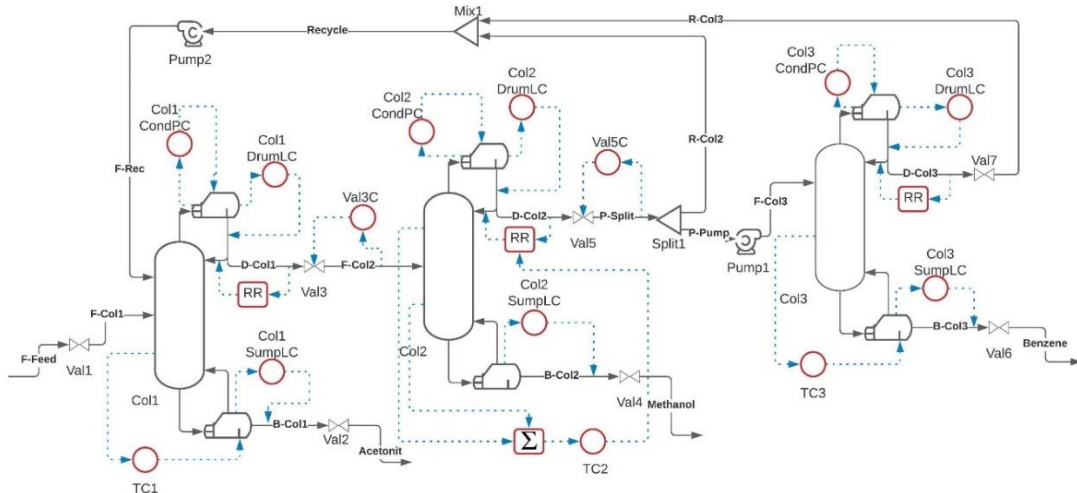 Mix1
R-Col3
Recycle
Pump2
Col3
CondPC
Col3
DrumLC
Col2
CondPC
Col2
DrumLC
Col1
CondPC
Col1
DrumLC
F-Rec
Val5C
R-Col2
Val3C
D-Col3
Val7
RR
F-Col3
D-Col2
P-Split
Val5
Split1
P-Pump
Pump1
RR
D-Col1
Val3
F-Col2
RR
F-Col1
F-Feed
Val1
Col1
Col1
SumpLC
Col2
Col2
SumpLC
Col3
Col3
SumpLC
B-Col3
Val6
Benzene
TC3
B-Col2
Val4
Methanol
B-Col1
Val2
Acetonit
TC1
Σ
TC2